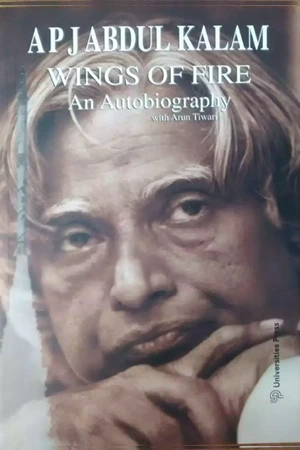 A P J ABDUL KALAM
WINGS OF FIRE
An Autobiography
with Arun Tiwari
Universities Press